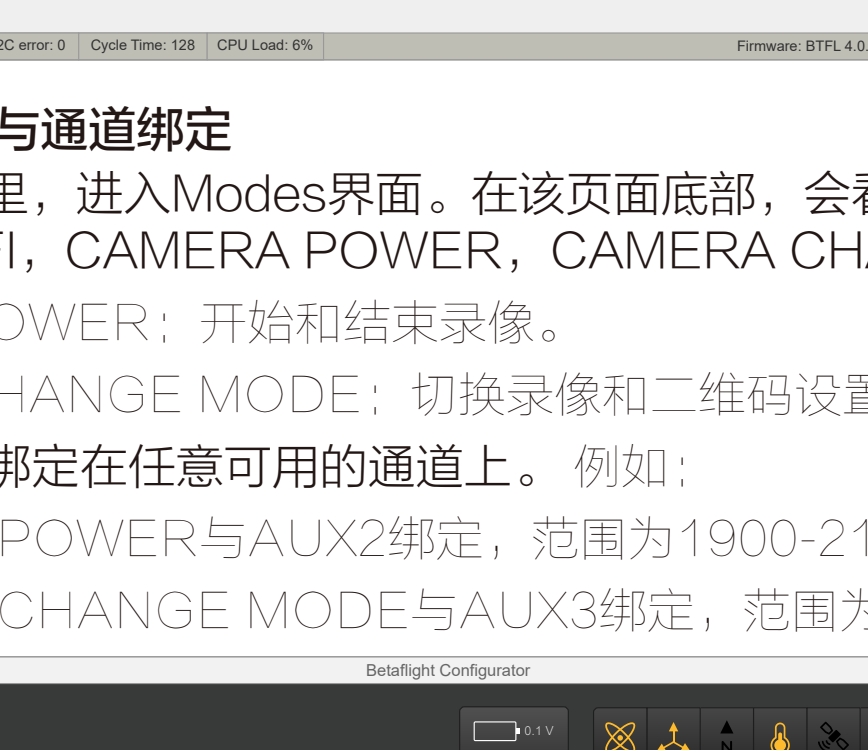 2C error: 0 Cycle Time: 128 CPU Load: 6% Firmware: BTFL 4.0.
与通道绑定
里，进入Modes界面。在该页面底部，会看
FI，CAMERA POWER，CAMERA CHA
OWER：开始和结束录像。
HANGE MODE：切换录像和二维码设置
绑定在任意可用的通道上。例如：
POWER与AUX2绑定，范围为1900-21
CHANGE MODE与AUX3绑定，范围为
Betaflight Configurator
0.1 V
N